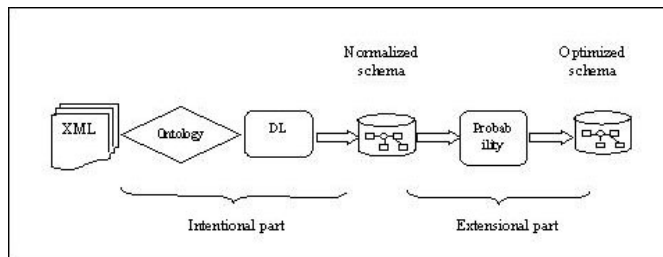 Normalized
schema
Optimized
schema
XML
Ontology
DL
Probab
ility
Intentional part
Extensional part